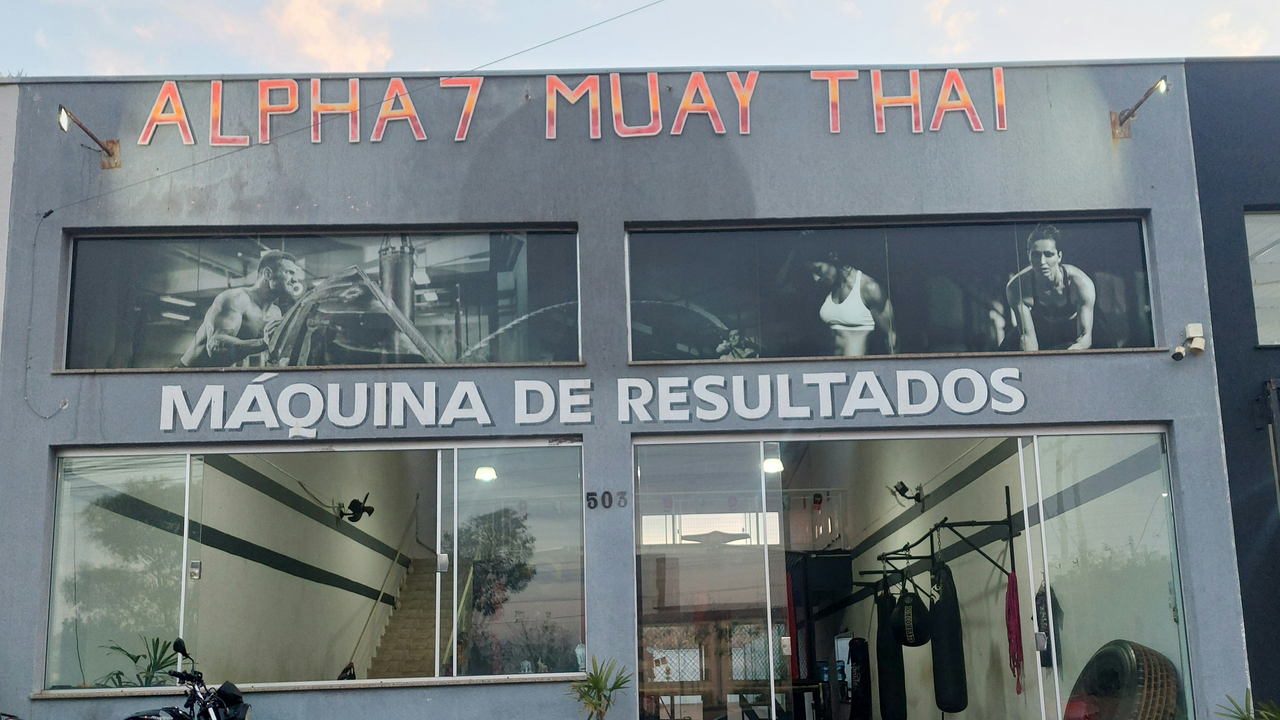 ALPHA7 MUAY THAI
MÁQUINA DE RESULTADOS
503